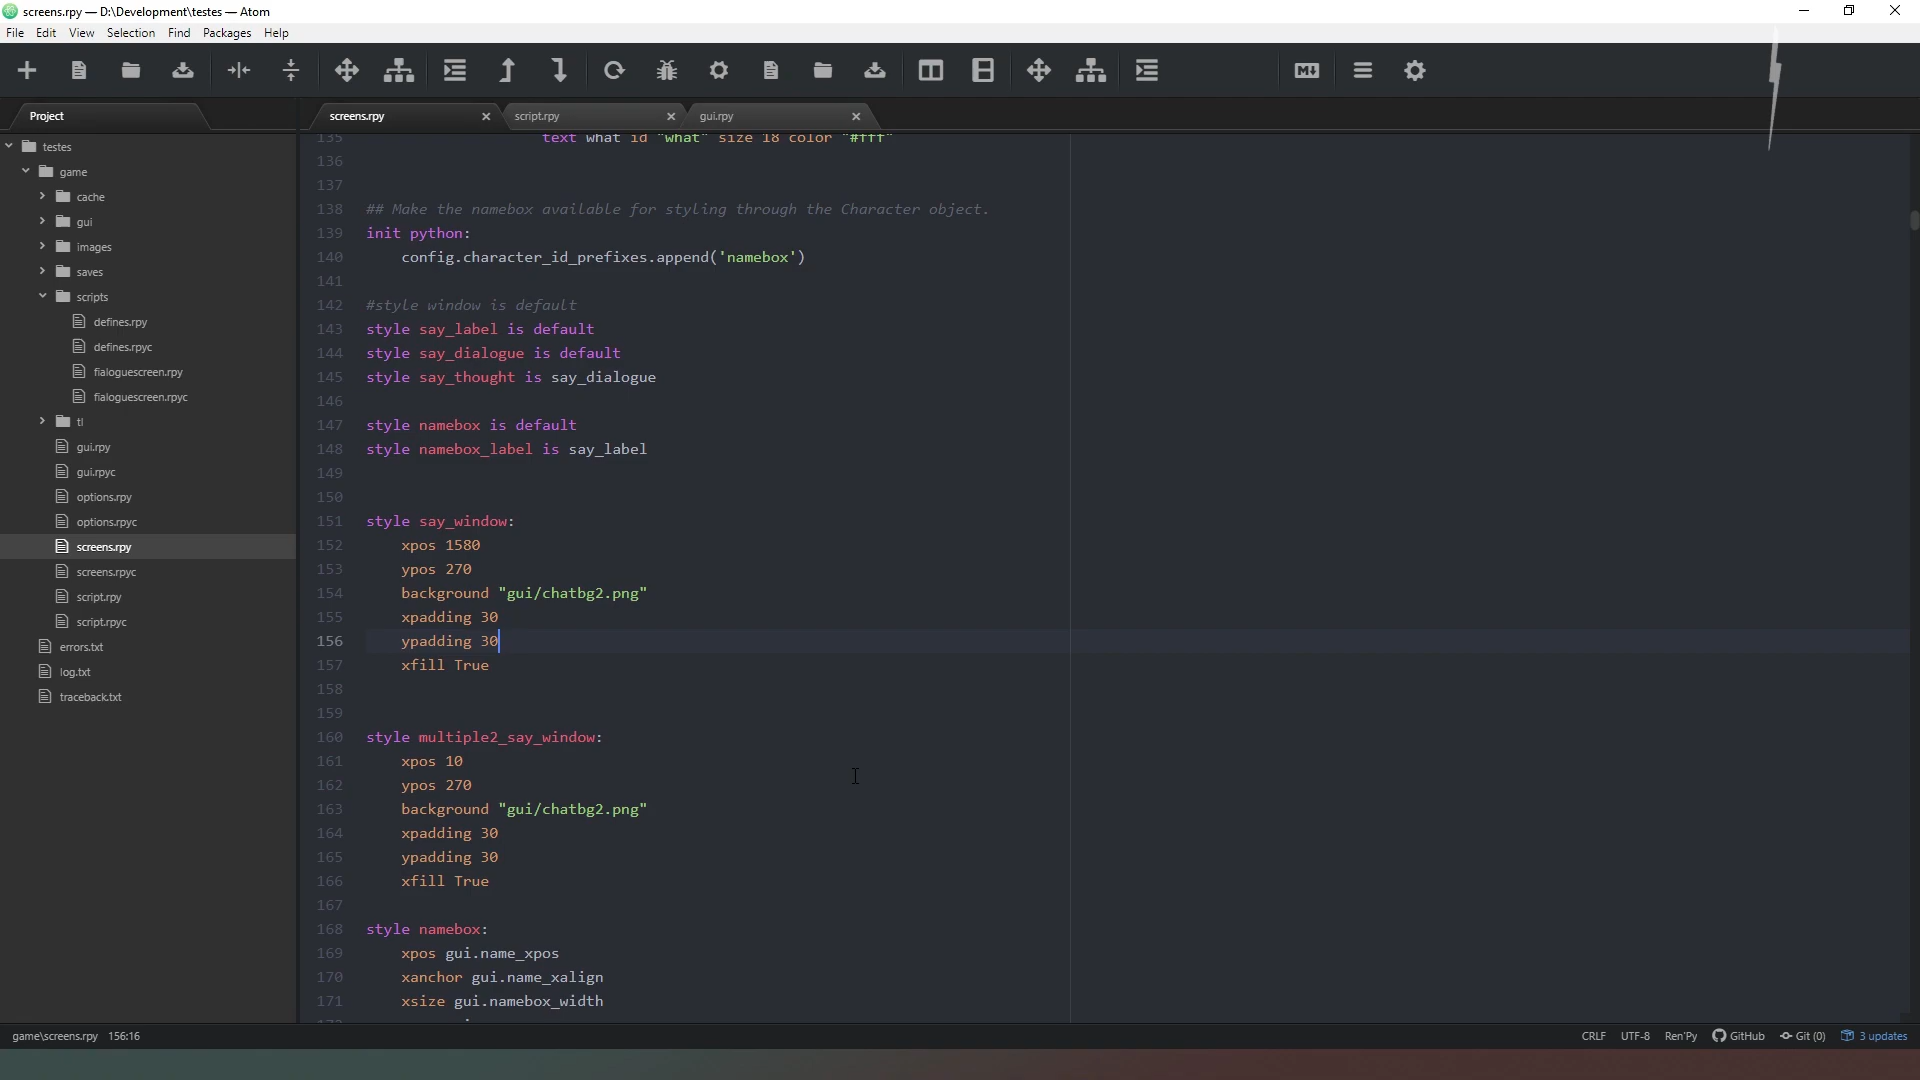 screens.rpy — D:\Development\testes — Atom
File Edit View Selection Find Packages Help
M↓
Project
screens.rpy
script.rpy
gui.rpy
testes
game
cache
gui
images
saves
scripts
defines.rpy
defines.rpyc
fialoguescreen.rpy
fialoguescreen.rpyc
tl
gui.rpy
gui.rpyc
options.rpy
options.rpyc
screens.rpy
screens.rpyc
script.rpy
script.rpyc
errors.txt
log.txt
traceback.txt
135 text what id "what" size 18 color "#fff"
136
137
138 ## Make the namebox available for styling through the Character object.
139 init python:
140 config.character_id_prefixes.append('namebox')
141
142 #style window is default
143 style say_label is default
144 style say_dialogue is default
145 style say_thought is say_dialogue
146
147 style namebox is default
148 style namebox_label is say_label
149
150
151 style say_window:
152 xpos 1580
153 ypos 270
154 background "gui/chatbg2.png"
155 xpadding 30
156 ypadding 30
157 xfill True
158
159
160 style multiple2_say_window:
161 xpos 10
162 ypos 270
163 background "gui/chatbg2.png"
164 xpadding 30
165 ypadding 30
166 xfill True
167
168 style namebox:
169 xpos gui.name_xpos
170 xanchor gui.name_xalign
171 xsize gui.namebox_width
game\screens.rpy 156:16 CRLF UTF-8 Ren'Py GitHub Git (0) 3 updates